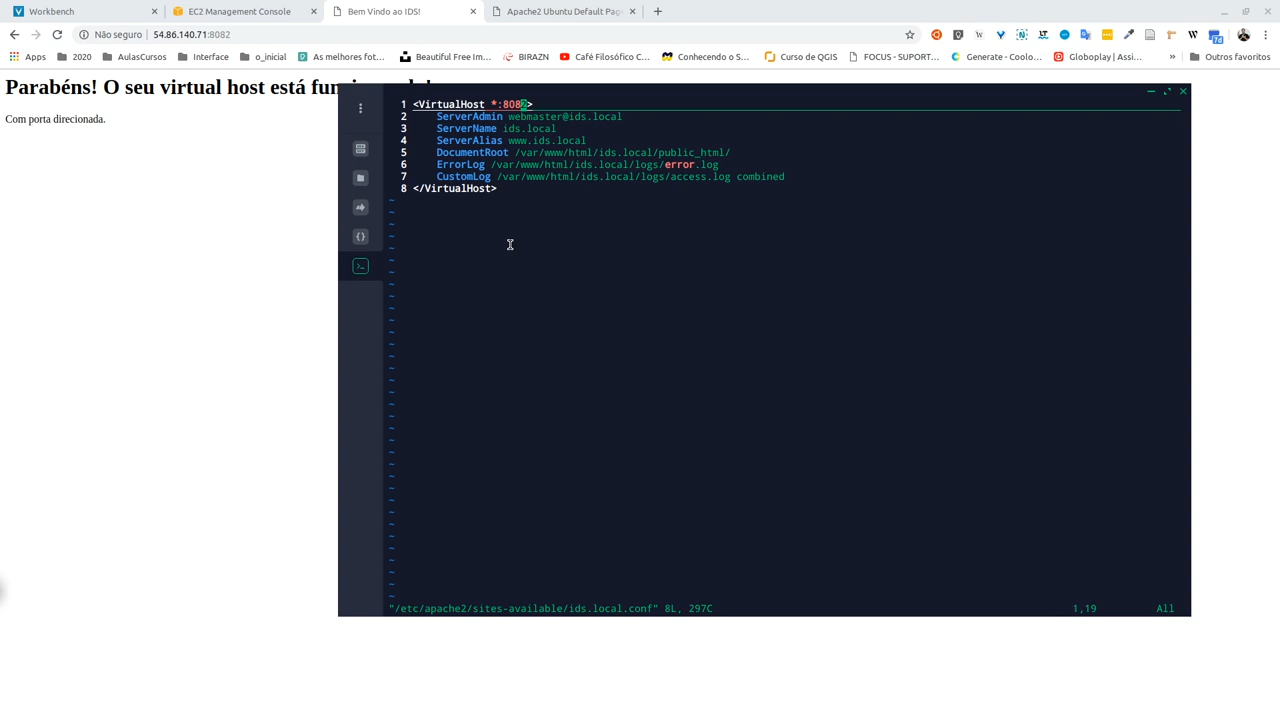 Workbench
EC2 Management Console
Bem Vindo ao IDS!
Apache2 Ubuntu Default Pag
Não seguro
54.86.140.71:8082
Apps
2020
AulasCursos
Interface
o_inicial
As melhores fot...
Beautiful Free Im...
BIRAZN
Café Filosófico C...
Conhecendo o S...
Curso de QGIS
FOCUS - SUPORT...
Generate - Coolo...
Globoplay | Assi...
»
Outros favoritos
Parabéns! O seu virtual host está
Com porta direcionada.
1 <VirtualHost *:8082>
2 ServerAdmin webmaster@ids.local
3 ServerName ids.local
4 ServerAlias www.ids.local
5 DocumentRoot /var/www/html/ids.local/public_html/
6 ErrorLog /var/www/html/ids.local/logs/error.log
7 CustomLog /var/www/html/ids.local/logs/access.log combined
8 </VirtualHost>
"/etc/apache2/sites-available/ids.local.conf" 8L, 297C
1,19
All